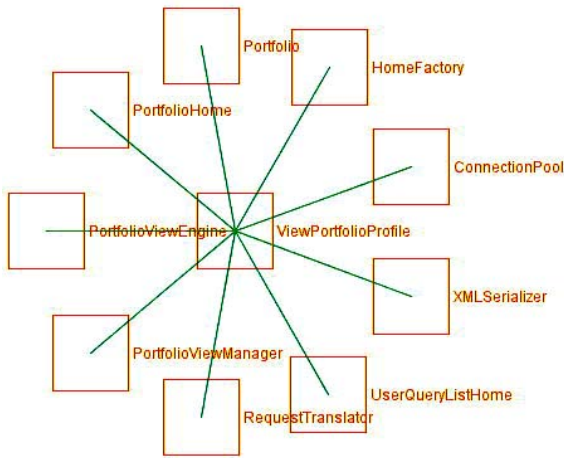 Portfolio
HomeFactory
PortfolioHome
ConnectionPool
PortfolioViewEngine
ViewPortfolioProfile
XMLSerializer
PortfolioViewManager
UserQueryListHome
RequestTranslator